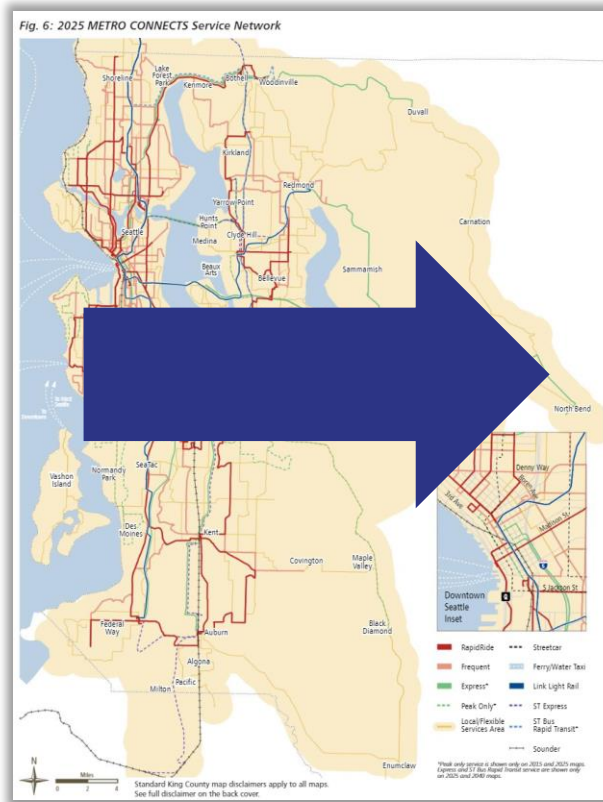 Fig. 6: 2025 METRO CONNECTS Service Network
Shoreline
Lake
Forest
Park
Kenmore
Bothell
Woodinville
Duvall
Kirkland
Redmond
Yarrow Point
Carnation
Hunts
Point
Seattle
Clyde Hill
Medina
Beaux
Arts
Bellevue
Sammamish
North Bend
Vashon
Island
Normandy
Park
SeaTac
Des
Moines
Kent
Covington
Maple
Valley
Black
Diamond
Federal
Way
Auburn
Algona
Pacific
Milton
Enumclaw
Denny Way
3rd Ave
Madison St
S Jackson St
Downtown
Seattle
Inset
RapidRide
Frequent
Express*
Peak Only*
Local/Flexible
Services Area
Streetcar
Ferry/Water Taxi
Link Light Rail
ST Express
ST Bus
Rapid Transit*
Sounder
*Peak only service is shown only on 2015 and 2025 maps.
Express and ST Bus Rapid Transit service are shown only
on 2025 and 2040 maps.
N
Miles
0 2 4
Standard King County map disclaimers apply to all maps.
See full disclaimer on the back cover.